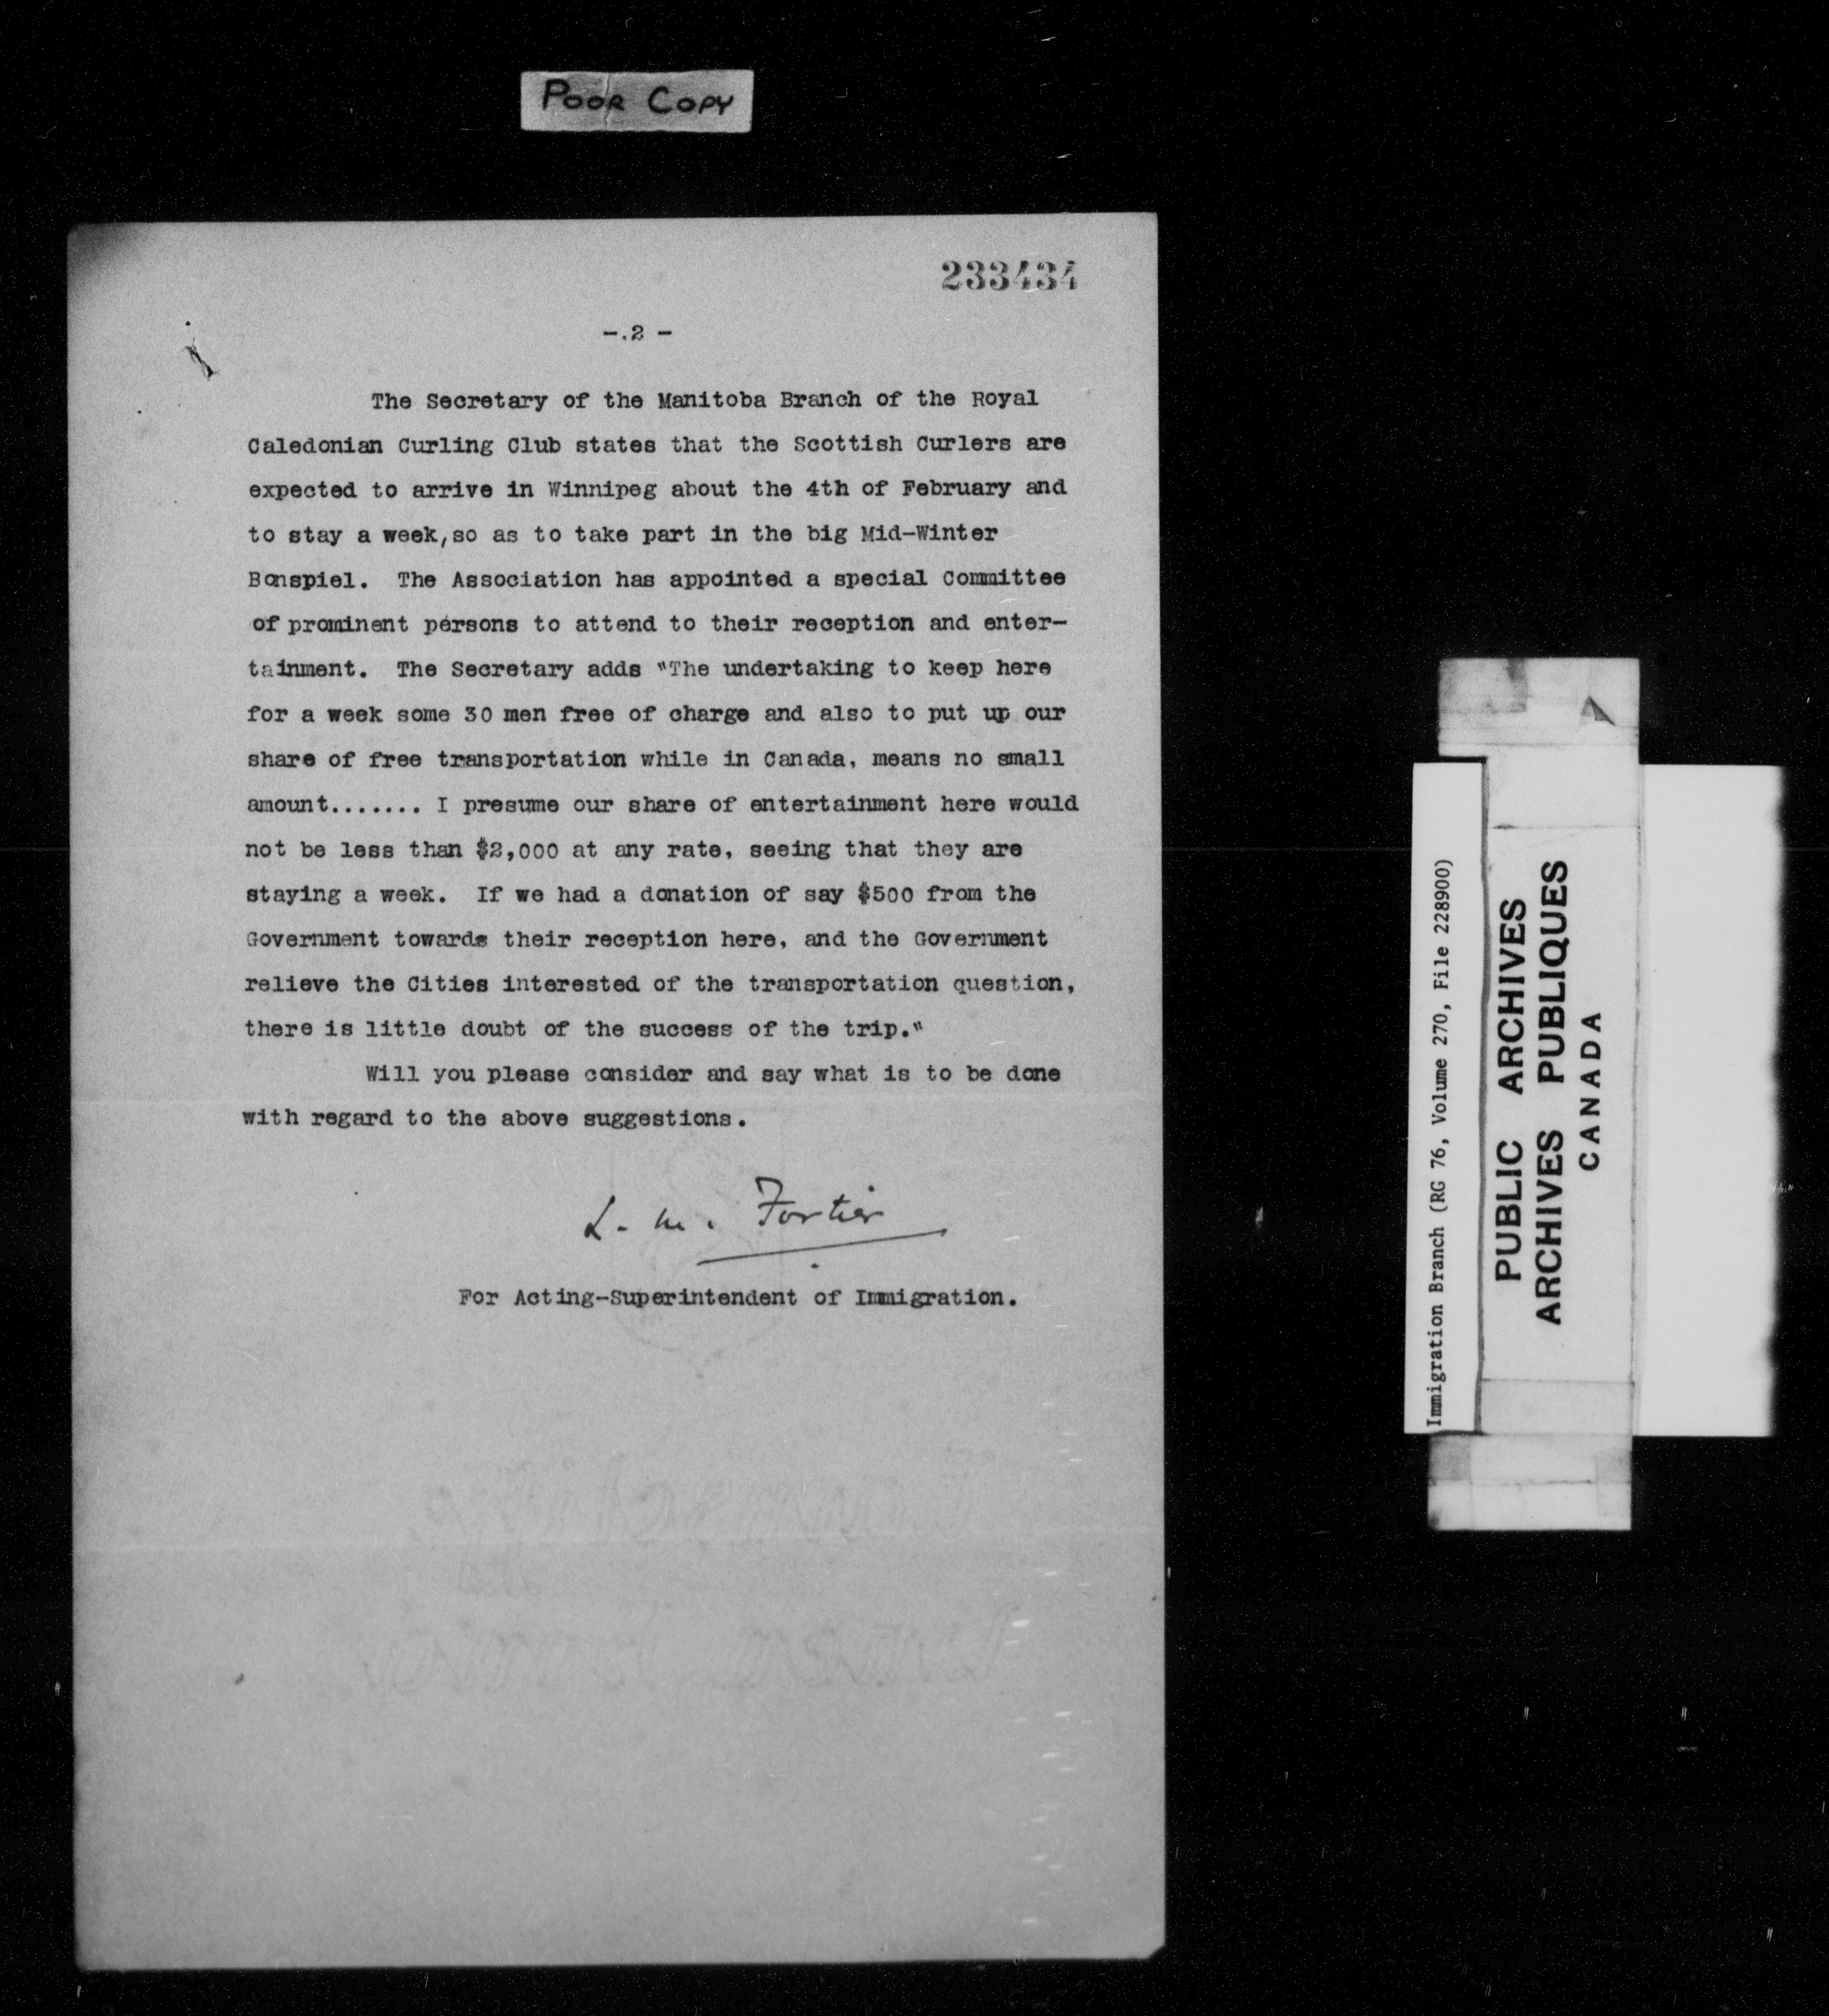 POOR COPY
233434
-.2 -
The Secretary of the Manitoba Branch of the Royal
Caledonian Curling Club states that the Scottish Curlers are
expected to arrive in Winnipeg about the 4th of February and
to stay a week,so as to take part in the big Mid-Winter
Bonspiel. The Association has appointed a special Committee
of prominent persons to attend to their reception and enter-
tainment. The Secretary adds "The undertaking to keep here
for a week some 30 men free of charge and also to put up our
share of free transportation while in Canada, means no small
amount....... I presume our share of entertainment here would
not be less than $2,000 at any rate, seeing that they are
staying a week. If we had a donation of say $500 from the
Government towards their reception here, and the Government
relieve the Cities interested of the transportation question,
there is little doubt of the success of the trip."
Will you please consider and say what is to be done
with regard to the above suggestions.
L. M. Fortier
For Acting-Superintendent of Immigration.
Immigration Branch (RG 76, Volume 270, File 228900)
PUBLIC ARCHIVES
ARCHIVES PUBLIQUES
CANADA